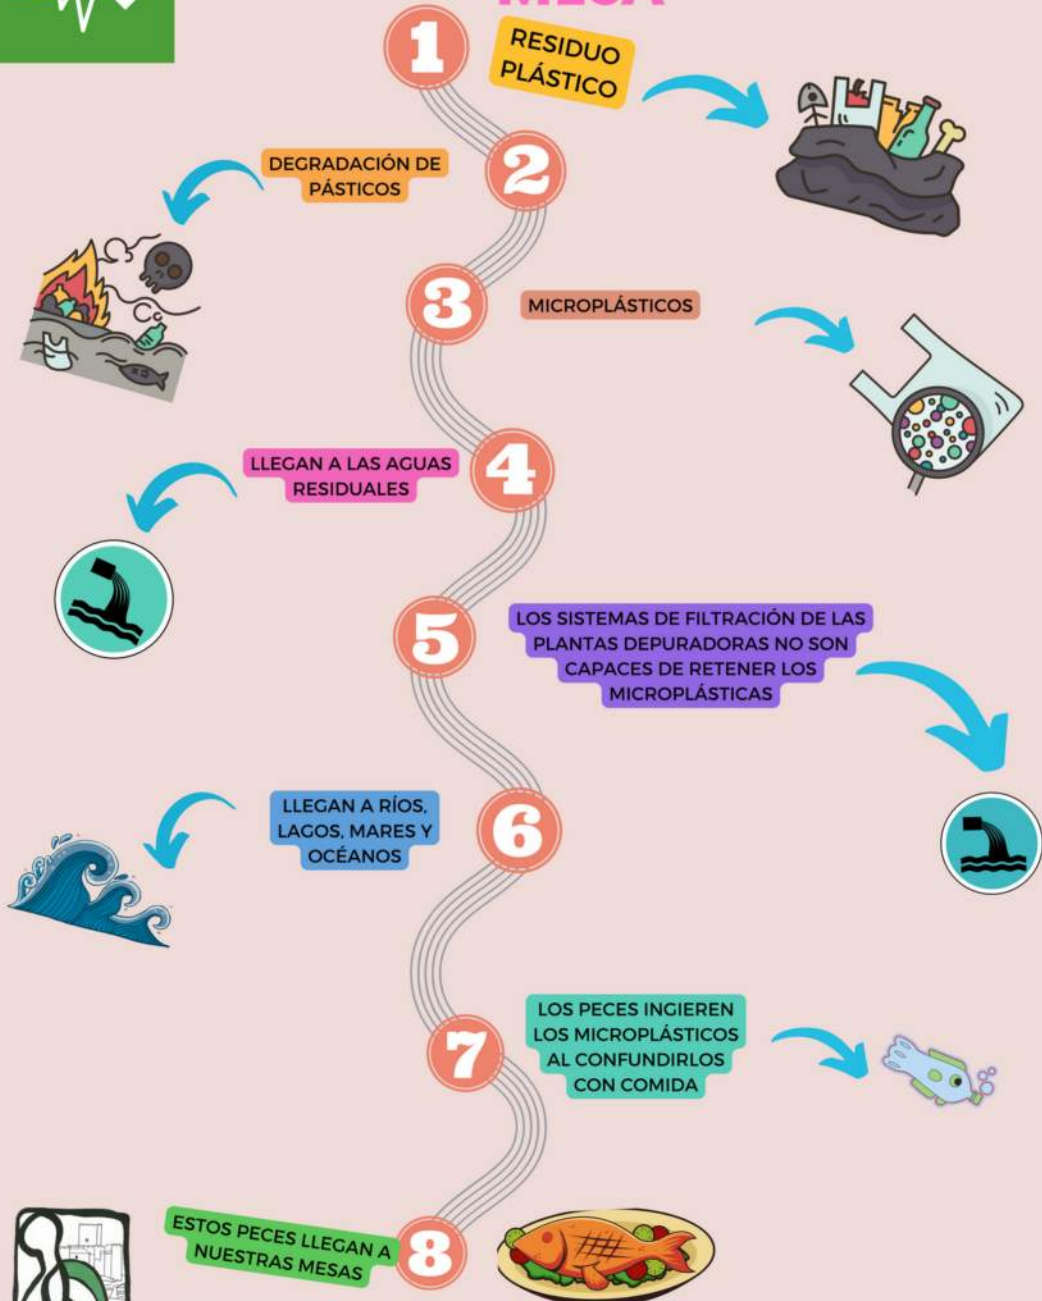 MESA
1
RESIDUO
PLÁSTICO
2
DEGRADACIÓN DE
PÁSTICOS
3
MICROPLÁSTICOS
4
LLEGAN A LAS AGUAS
RESIDUALES
5
LOS SISTEMAS DE FILTRACIÓN DE LAS
PLANTAS DEPURADORAS NO SON
CAPACES DE RETENER LOS
MICROPLÁSTICAS
6
LLEGAN A RÍOS,
LAGOS, MARES Y
OCÉANOS
7
LOS PECES INGIEREN
LOS MICROPLÁSTICOS
AL CONFUNDIRLOS
CON COMIDA
8
ESTOS PECES LLEGAN A
NUESTRAS MESAS